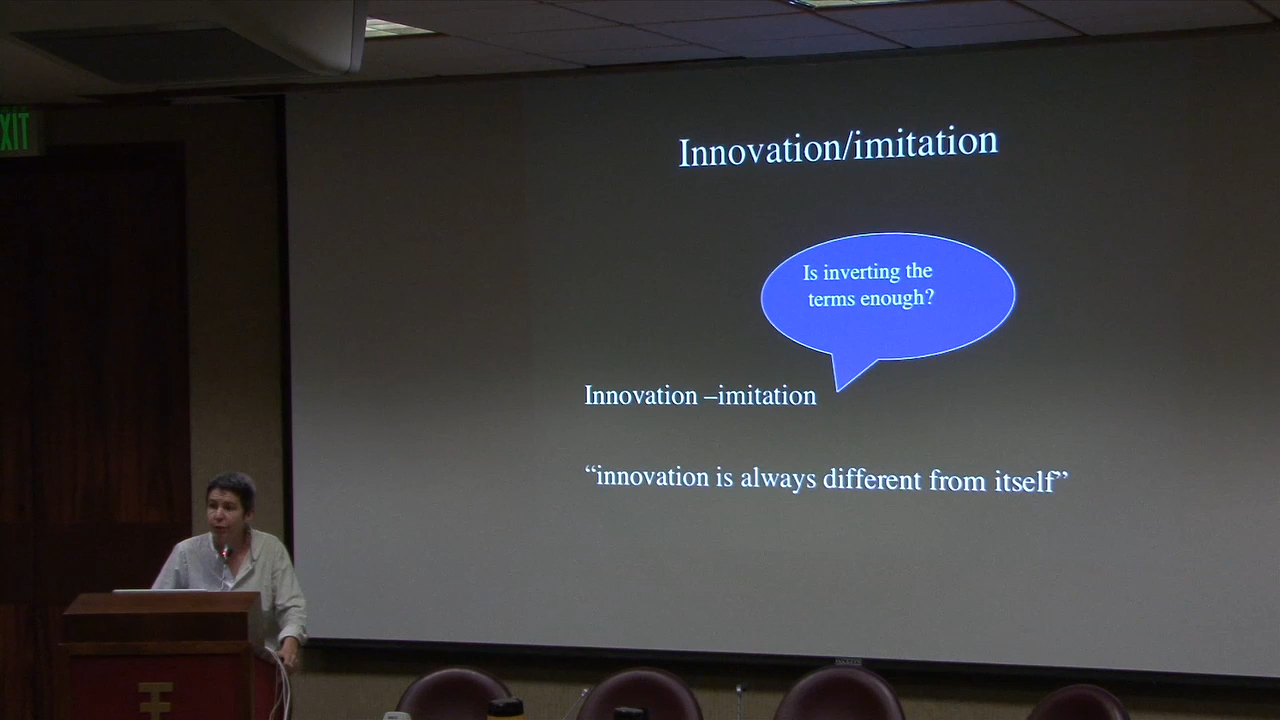 EXIT
Innovation/imitation
Is inverting the
terms enough?
Innovation –imitation
“innovation is always different from itself”